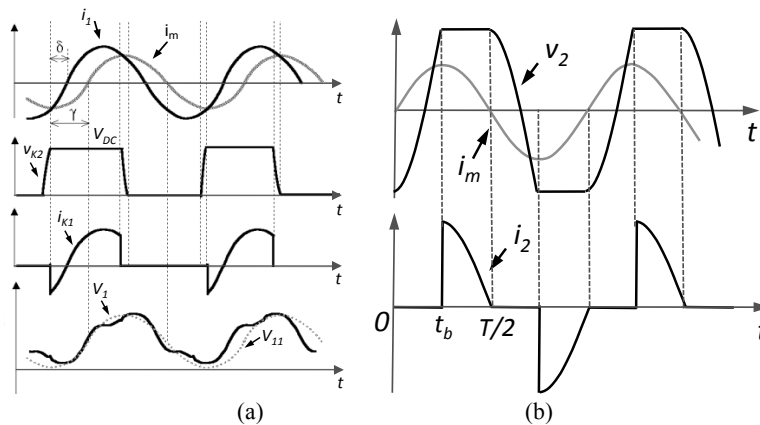 i1
im
δ
t
γ
VDC
vK2
t
iK1
t
V1
V11
t
(a)
v2
im
t
i2
0
tb
T/2
t
(b)